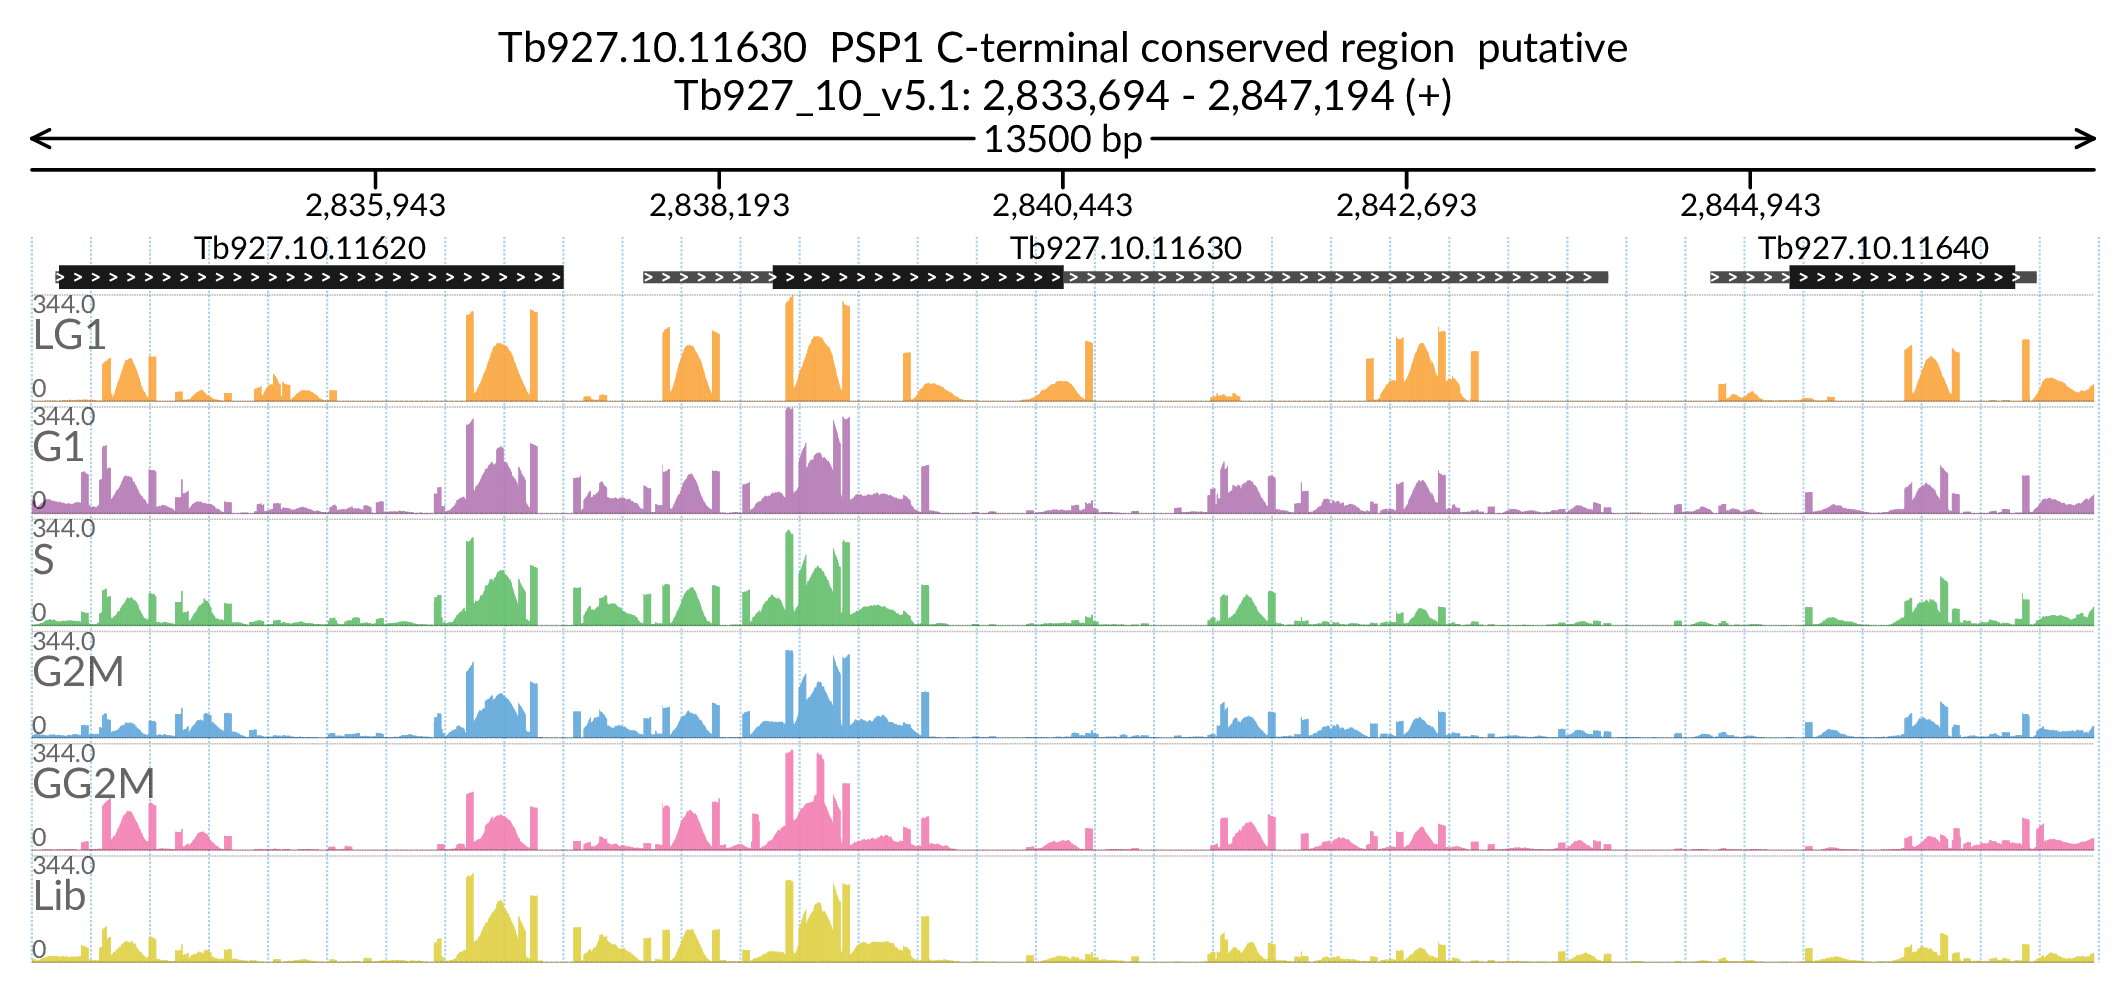 Tb927.10.11630 PSP1 C-terminal conserved region putative
Tb927_10_v5.1: 2,833,694 - 2,847,194 (+)
13500 bp
2,835,943 2,838,193 2,840,443 2,842,693 2,844,943
Tb927.10.11620 Tb927.10.11630 Tb927.10.11640
344.0
LG1
0
344.0
G1
0
344.0
S
0
344.0
G2M
0
344.0
GG2M
0
344.0
Lib
0